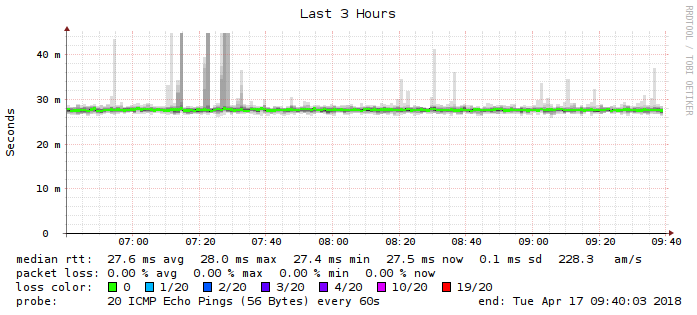 Last 3 Hours
RRDTOOL / TOBI OETIKER
Seconds
40 m
30 m
20 m
10 m
0
07:00 07:20 07:40 08:00 08:20 08:40 09:00 09:20 09:40
median rtt: 27.6 ms avg 28.0 ms max 27.4 ms min 27.5 ms now 0.1 ms sd 228.3 am/s
packet loss: 0.00 % avg 0.00 % max 0.00 % min 0.00 % now
loss color: 0 1/20 2/20 3/20 4/20 10/20 19/20
probe: 20 ICMP Echo Pings (56 Bytes) every 60s end: Tue Apr 17 09:40:03 2018